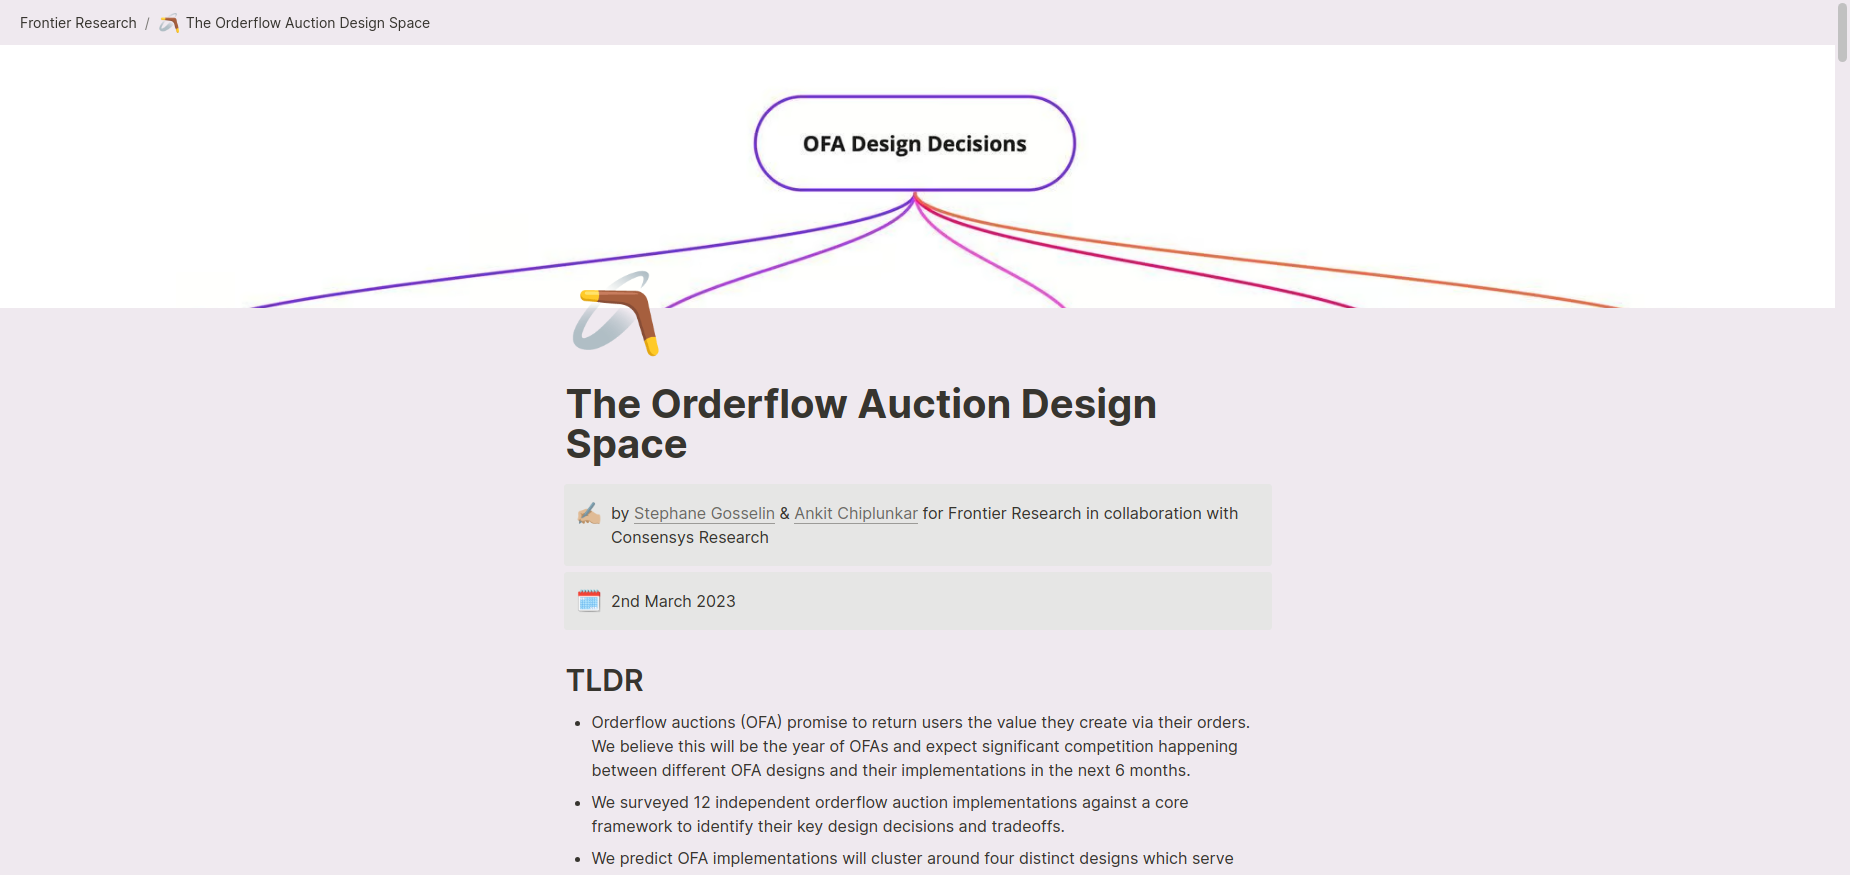 Frontier Research / The Orderflow Auction Design Space
OFA Design Decisions
The Orderflow Auction Design
Space
by Stephane Gosselin & Ankit Chiplunkar for Frontier Research in collaboration with
Consensys Research
2nd March 2023
TLDR
• Orderflow auctions (OFA) promise to return users the value they create via their orders.
We believe this will be the year of OFAs and expect significant competition happening
between different OFA designs and their implementations in the next 6 months.
• We surveyed 12 independent orderflow auction implementations against a core
framework to identify their key design decisions and tradeoffs.
• We predict OFA implementations will cluster around four distinct designs which serve